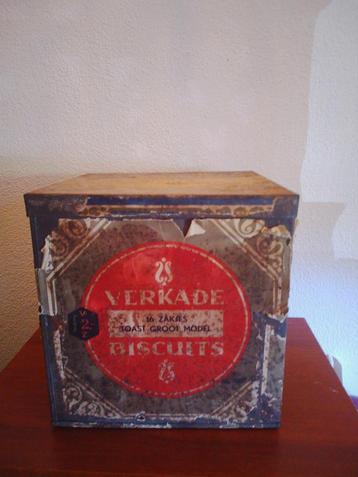 VERKADE
16 ZAKJES
TOAST GROOT MODEL
BISCUITS